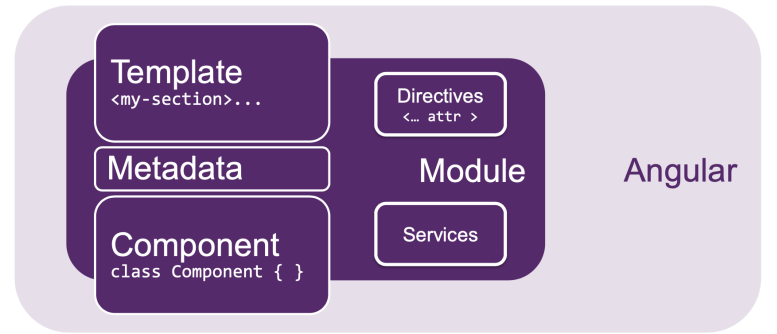 Template
<my-section>...
Metadata
Component
class Component { }
Directives
<… attr >
Module
Services
Angular